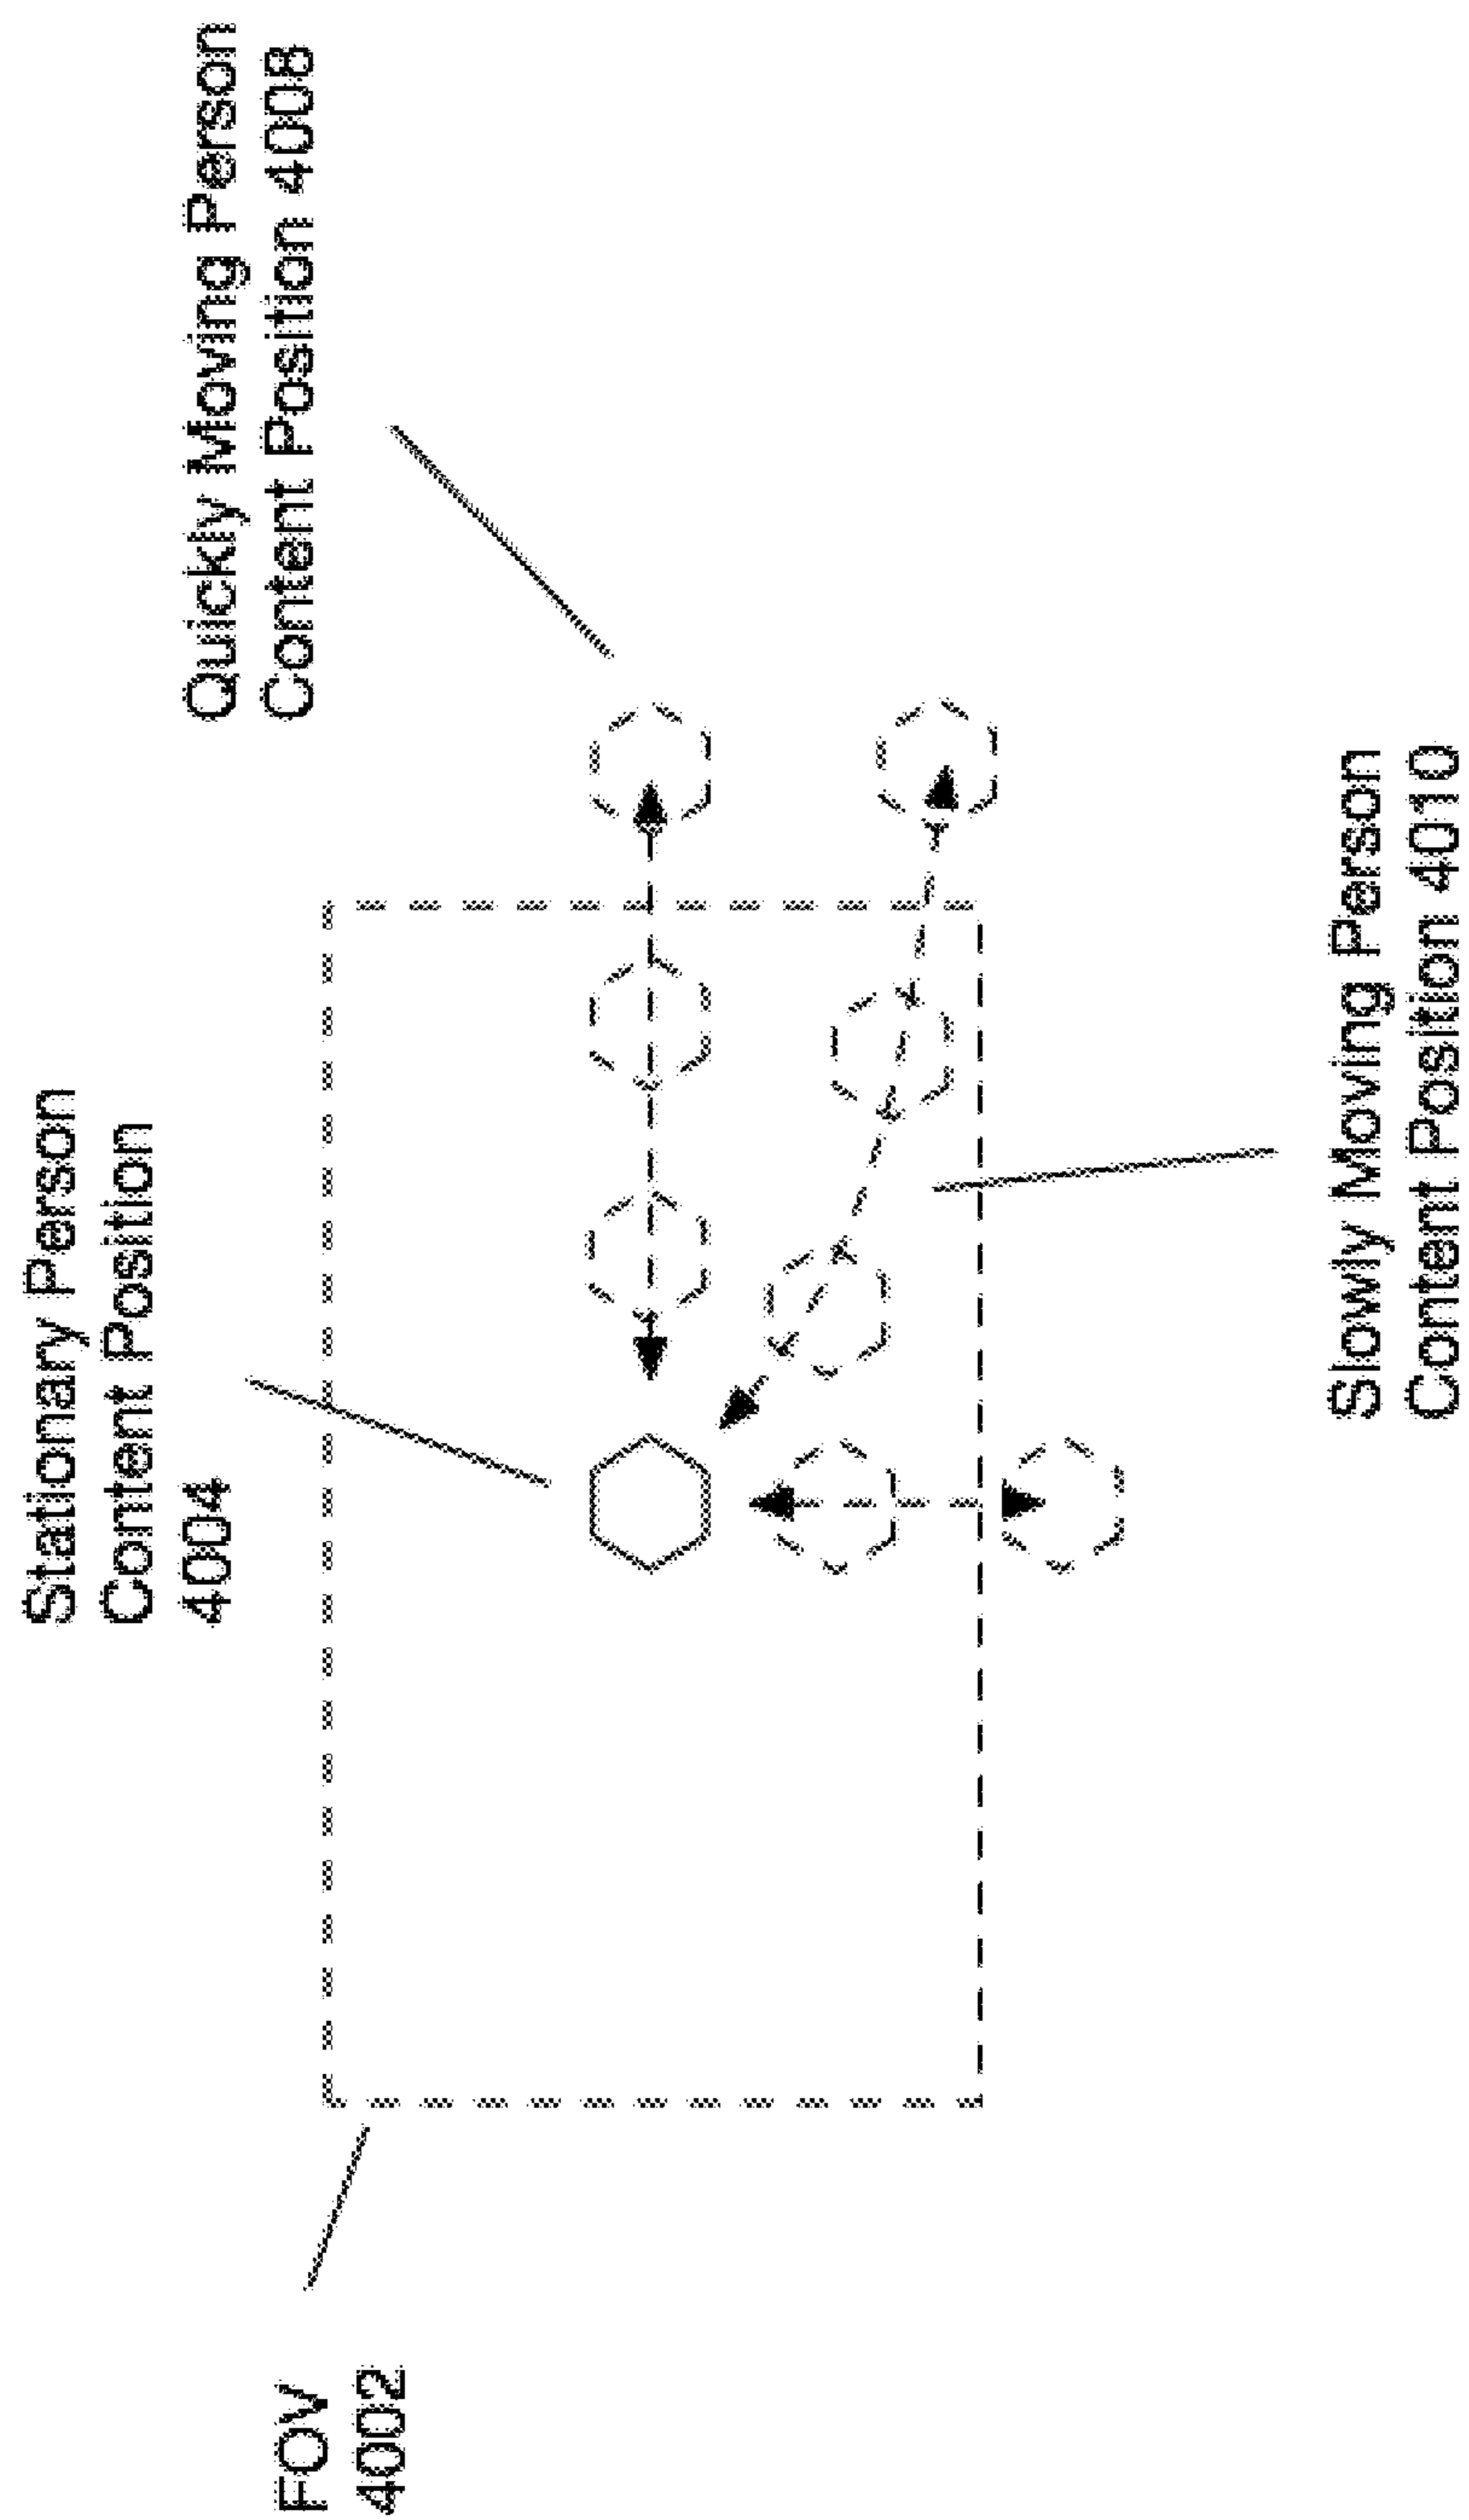 Stationary Person
Content Position
4004
Quickly Moving Person
Content Position 4008
FOV
4002
Slowly Moving Person
Content Position 4010